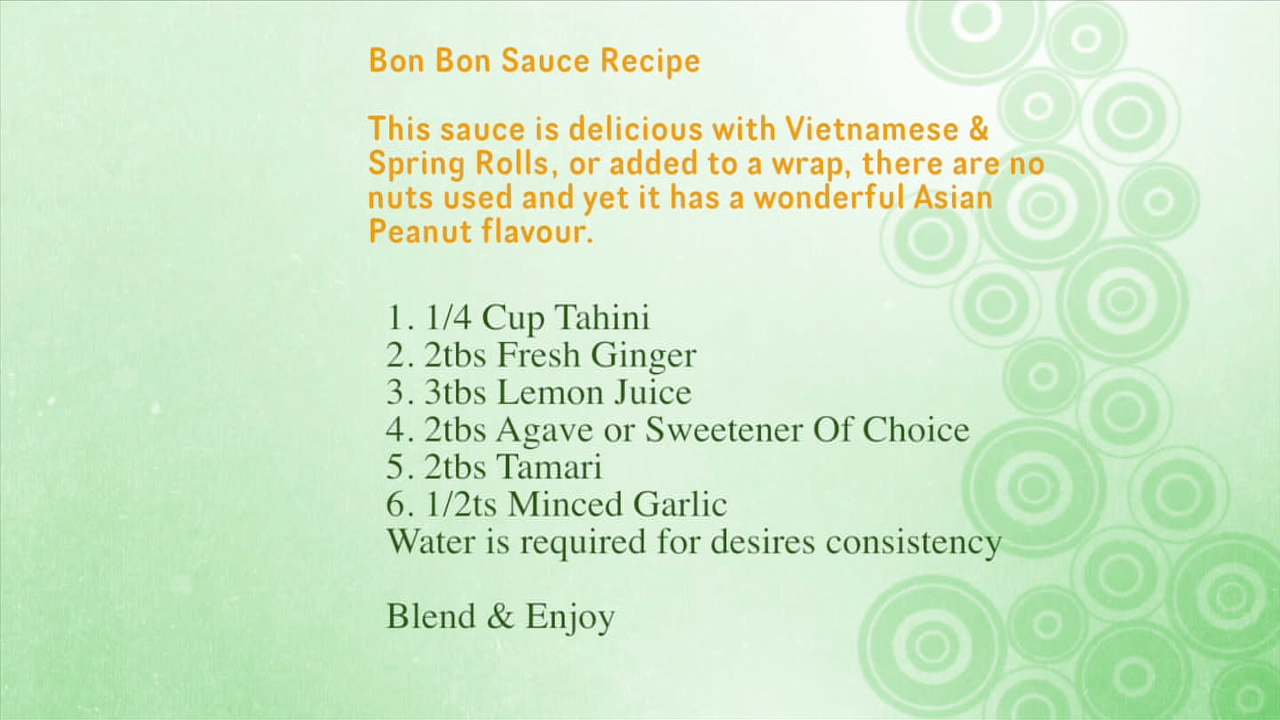 Bon Bon Sauce Recipe
This sauce is delicious with Vietnamese &
Spring Rolls, or added to a wrap, there are no
nuts used and yet it has a wonderful Asian
Peanut flavour.
1. 1/4 Cup Tahini
2. 2tbs Fresh Ginger
3. 3tbs Lemon Juice
4. 2tbs Agave or Sweetener Of Choice
5. 2tbs Tamari
6. 1/2ts Minced Garlic
Water is required for desires consistency
Blend & Enjoy